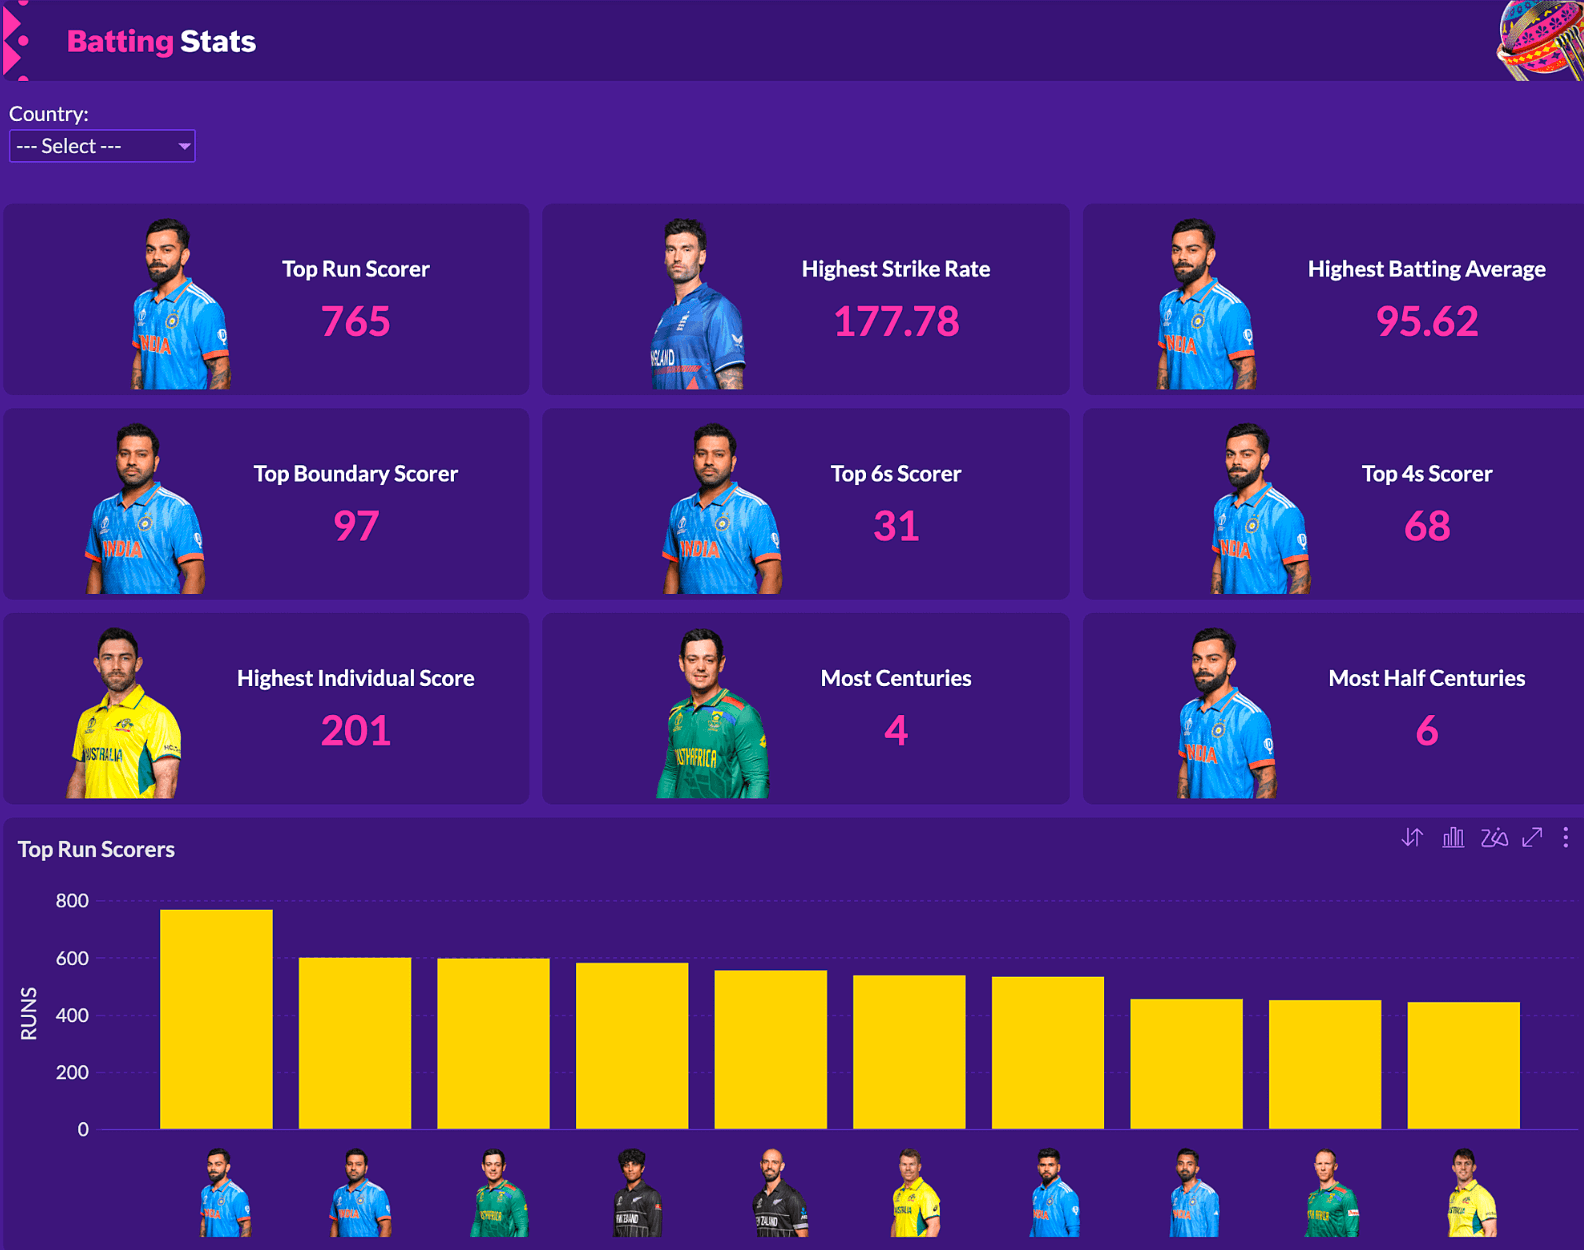 Batting Stats
Country:
--- Select ---
Top Run Scorer
765
Highest Strike Rate
177.78
Highest Batting Average
95.62
Top Boundary Scorer
97
Top 6s Scorer
31
Top 4s Scorer
68
INDIA
INDIA
Highest Individual Score
201
Most Centuries
4
Most Half Centuries
6
Top Run Scorers
800
600
400
200
0
RUNS